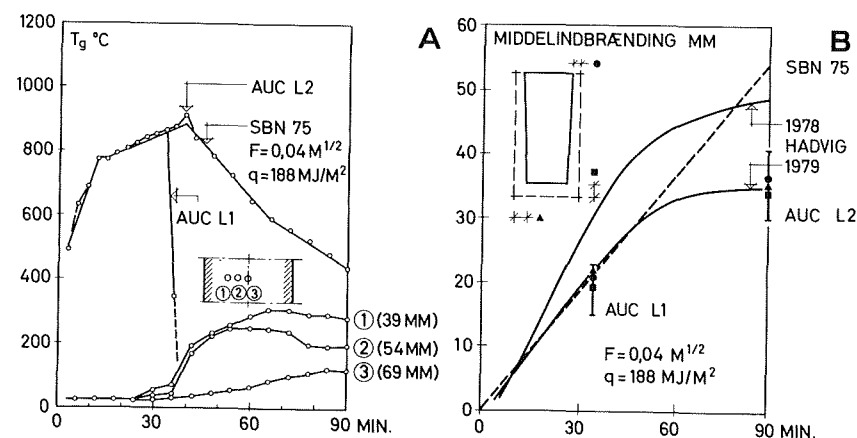 T_g °C
A
1200
1000
800
600
400
200
0
0
30
60
90 MIN.
AUC L2
SBN 75
F=0,04 M^1/2
q=188 MJ/M²
AUC L1
① ② ③
① (39 MM)
② (54 MM)
③ (69 MM)
MIDDELINDBRÆNDING MM
B
60
50
40
30
20
10
0
0
30
60
90 MIN.
SBN 75
1978
HADVIG
1979
AUC L2
AUC L1
F=0,04 M^1/2
q=188 MJ/M²